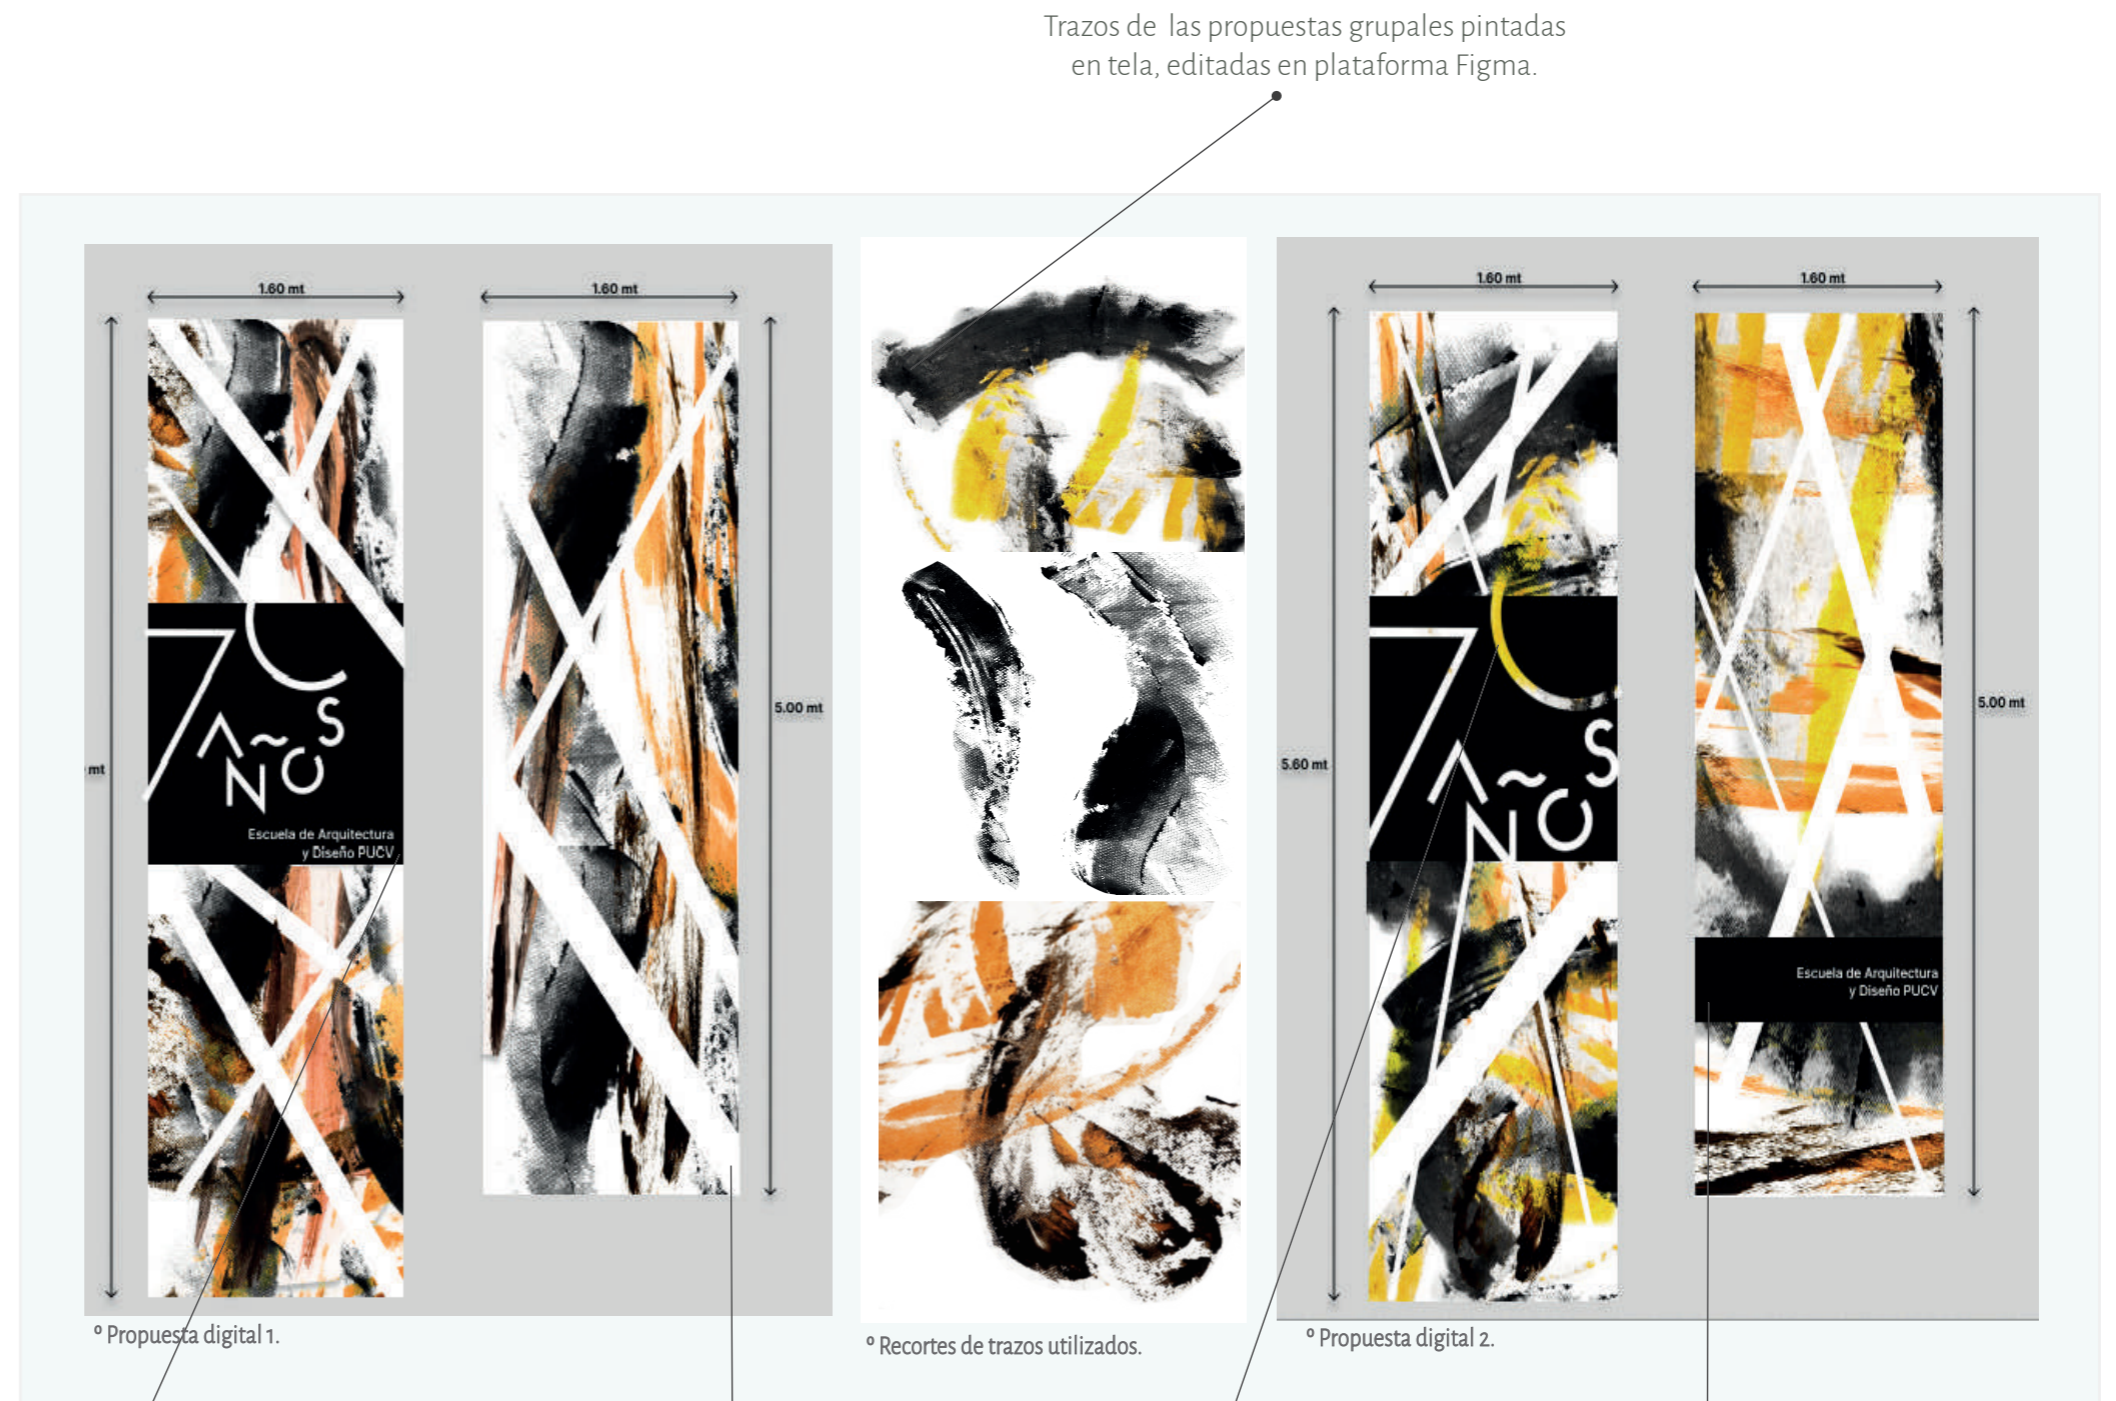 Trazos de las propuestas grupales pintadas
en tela, editadas en plataforma Figma.
1.60 mt
1.60 mt
mt
5.00 mt
7
AÑOS
Escuela de Arquitectura
y Diseño PUCV
º Propuesta digital 1.
º Recortes de trazos utilizados.
1.60 mt
1.60 mt
5.60 mt
5.00 mt
7
AÑOS
Escuela de Arquitectura
y Diseño PUCV
º Propuesta digital 2.